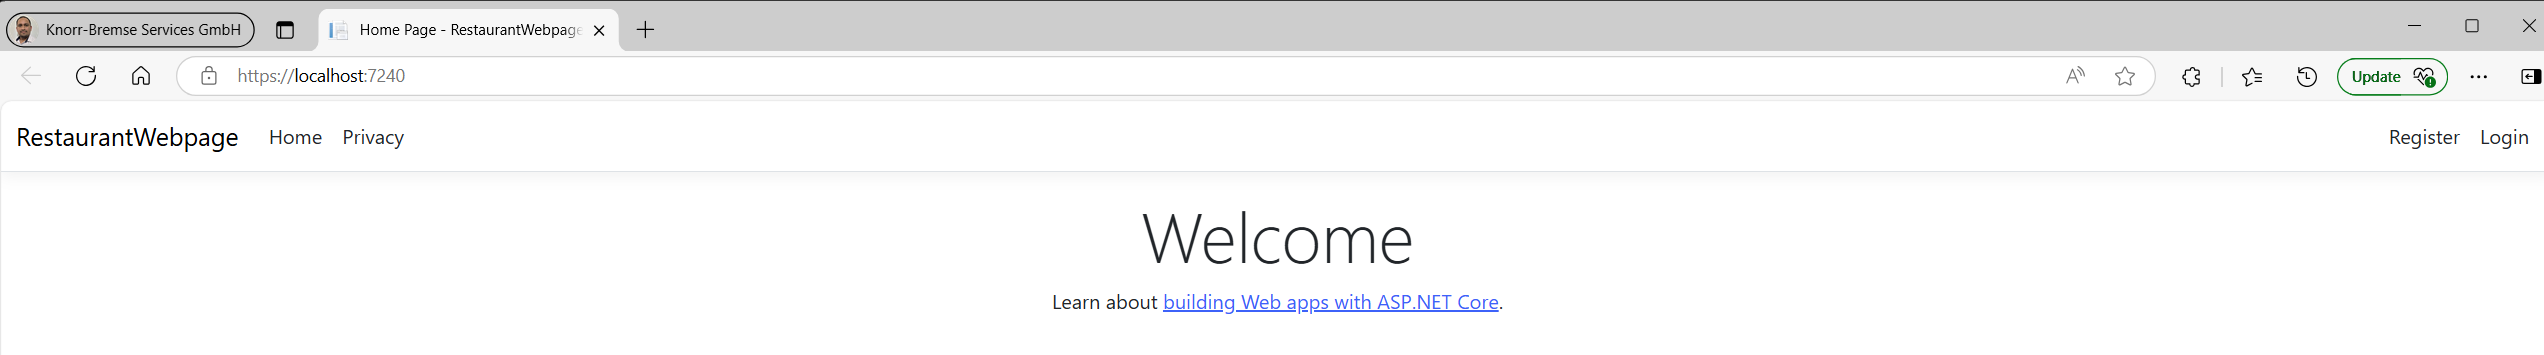 Knorr-Bremse Services GmbH
Home Page - RestaurantWebpage
https://localhost:7240
Update
RestaurantWebpage Home Privacy Register Login
Welcome
Learn about building Web apps with ASP.NET Core.